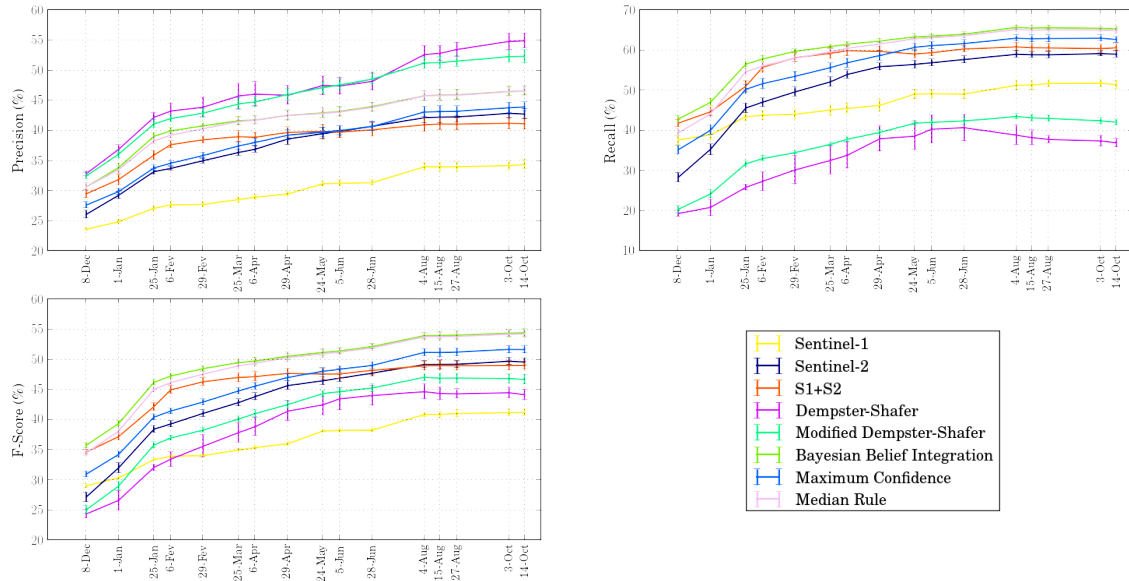 60
55
50
45
40
35
30
25
20
Precision (%)
8-Dec
1-Jan
25-Jan
6-Fev
29-Fev
25-Mar
6-Apr
29-Apr
24-May
5-Jun
28-Jun
4-Aug
15-Aug
27-Aug
3-Oct
14-Oct
70
60
50
40
30
20
10
Recall (%)
8-Dec
1-Jan
25-Jan
6-Fev
29-Fev
25-Mar
6-Apr
29-Apr
24-May
5-Jun
28-Jun
4-Aug
15-Aug
27-Aug
3-Oct
14-Oct
60
55
50
45
40
35
30
25
20
F-Score (%)
8-Dec
1-Jan
25-Jan
6-Fev
29-Fev
25-Mar
6-Apr
29-Apr
24-May
5-Jun
28-Jun
4-Aug
15-Aug
27-Aug
3-Oct
14-Oct
Sentinel-1
Sentinel-2
S1+S2
Dempster-Shafer
Modified Dempster-Shafer
Bayesian Belief Integration
Maximum Confidence
Median Rule